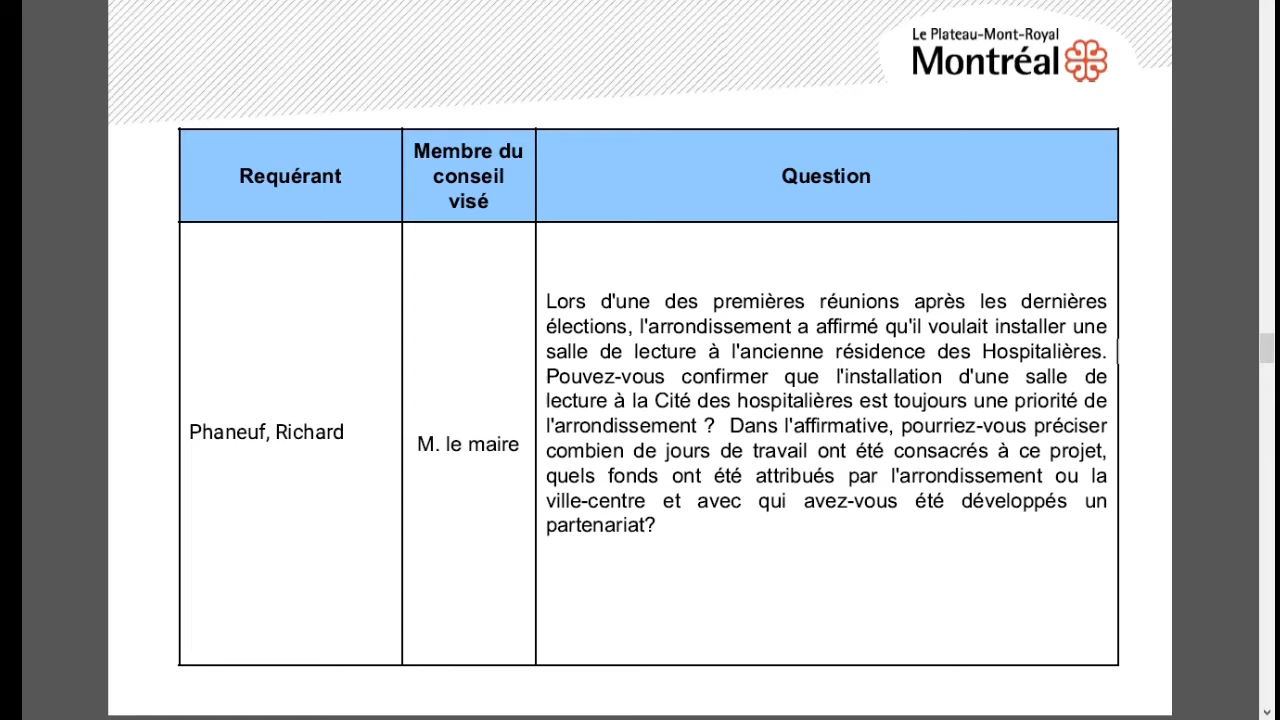 Le Plateau-Mont-Royal
Montréal
Requérant
Membre du
conseil
visé
Question
Phaneuf, Richard
M. le maire
Lors d'une des premières réunions après les dernières
élections, l'arrondissement a affirmé qu'il voulait installer une
salle de lecture à l'ancienne résidence des Hospitalières.
Pouvez-vous confirmer que l'installation d'une salle de
lecture à la Cité des hospitalières est toujours une priorité de
l'arrondissement ?  Dans l'affirmative, pourriez-vous préciser
combien de jours de travail ont été consacrés à ce projet,
quels fonds ont été attribués par l'arrondissement ou la
ville-centre et avec qui avez-vous été développés un
partenariat?